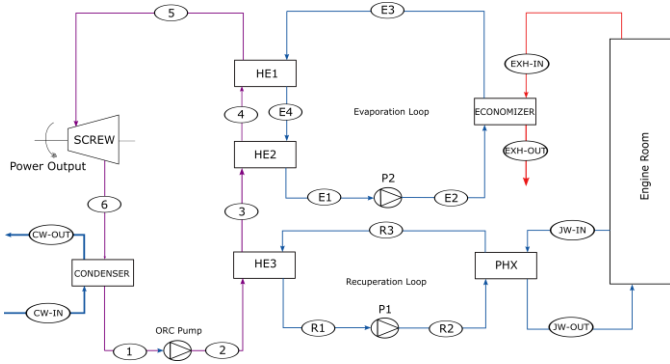 5
E3
EXH-IN
HE1
4
E4
Evaporation Loop
ECONOMIZER
SCREW
Power Output
HE2
EXH-OUT
Engine Room
P2
E1
E2
6
3
CW-OUT
R3
JW-IN
CONDENSER
HE3
PHX
Recuperation Loop
CW-IN
P1
ORC Pump
R1
R2
JW-OUT
1
2